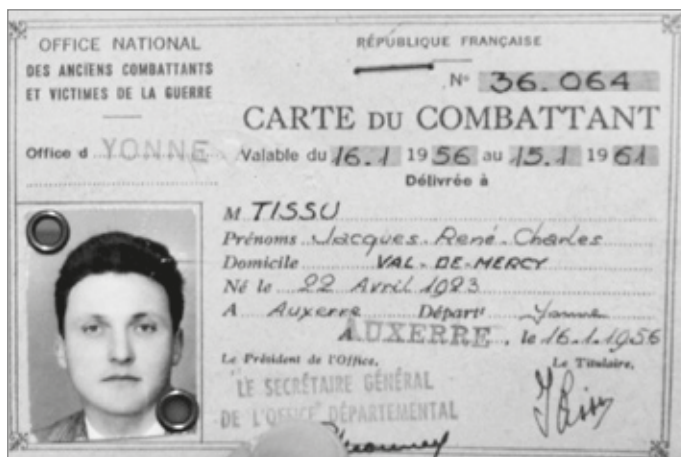 OFFICE NATIONAL
DES ANCIENS COMBATTANTS
ET VICTIMES DE LA GUERRE
Office d YONNE
RÉPUBLIQUE FRANÇAISE
N° 36.064
CARTE DU COMBATTANT
Valable du 16.1 1956 au 15.1 1961
Délivrée à
M TISSU
Prénoms Jacques. René. Charles
Domicile VAL-DE-MERCY
Né le 22 Avril 1923
A Auxerre Départt Yonne
A AUXERRE, le 16.1.1956
Le Président de l'Office, Le Titulaire,
LE SECRÉTAIRE GÉNÉRAL
DE L'OFFICE DÉPARTEMENTAL